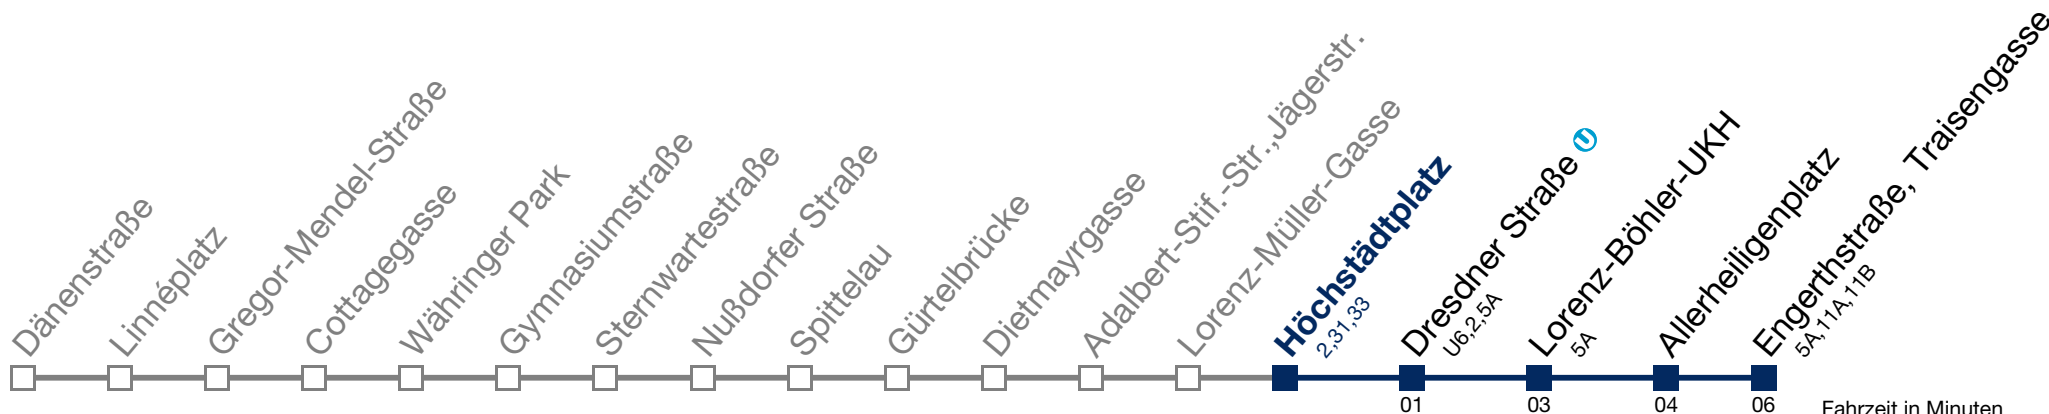 Dänenstraße
Linnéplatz
Gregor-Mendel-Straße
Cottagegasse
Währinger Park
Gymnasiumstraße
Sternwartestraße
Nußdorfer Straße
Spittelau
Gürtelbrücke
Dietmayrgasse
Adalbert-Stif.-Str.,Jägerstr.
Lorenz-Müller-Gasse
Höchstädtplatz
2,31,33
Dresdner Straße U
U6,2,5A
Lorenz-Böhler-UKH
5A
Allerheiligenplatz
Engerthstraße, Traisengasse
5A,11A,11B
01
03
04
06
Fahrzeit in Minuten